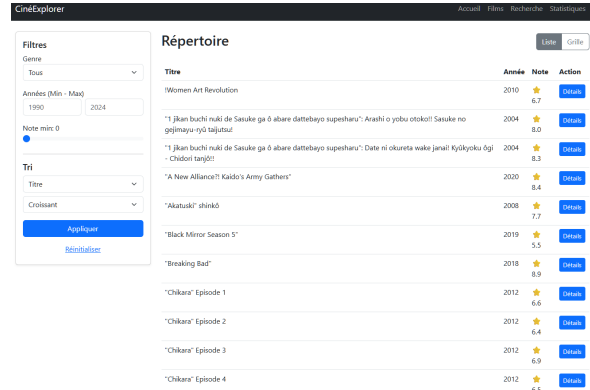 CinéExplorer
Accueil Films Recherche Statistiques
Filtres
Genre
Tous
Années (Min - Max)
1990 2024
Note min: 0
Tri
Titre
Croissant
Appliquer
Réinitialiser
Répertoire
Liste Grille
Titre Année Note Action
!Women Art Revolution 2010 6.7 Détails
"1 jikan buchi nuki de Sasuke ga ô abare dattebayo supesharu": Arashi o yobu otoko!! Sasuke no
gejimayu-ryû taijutsu! 2004 8.0 Détails
"1 jikan buchi nuki de Sasuke ga ô abare dattebayo supesharu": Date ni okureta wake janai! Kyûkyoku ôgi
- Chidori tanjô!! 2004 8.3 Détails
"A New Alliance?! Kaido's Army Gathers" 2020 8.4 Détails
"Akatuski" shinkô 2008 7.7 Détails
"Black Mirror Season 5" 2019 5.5 Détails
"Breaking Bad" 2018 8.9 Détails
"Chikara" Episode 1 2012 6.6 Détails
"Chikara" Episode 2 2012 6.4 Détails
"Chikara" Episode 3 2012 6.9 Détails
"Chikara" Episode 4 2012 Détails